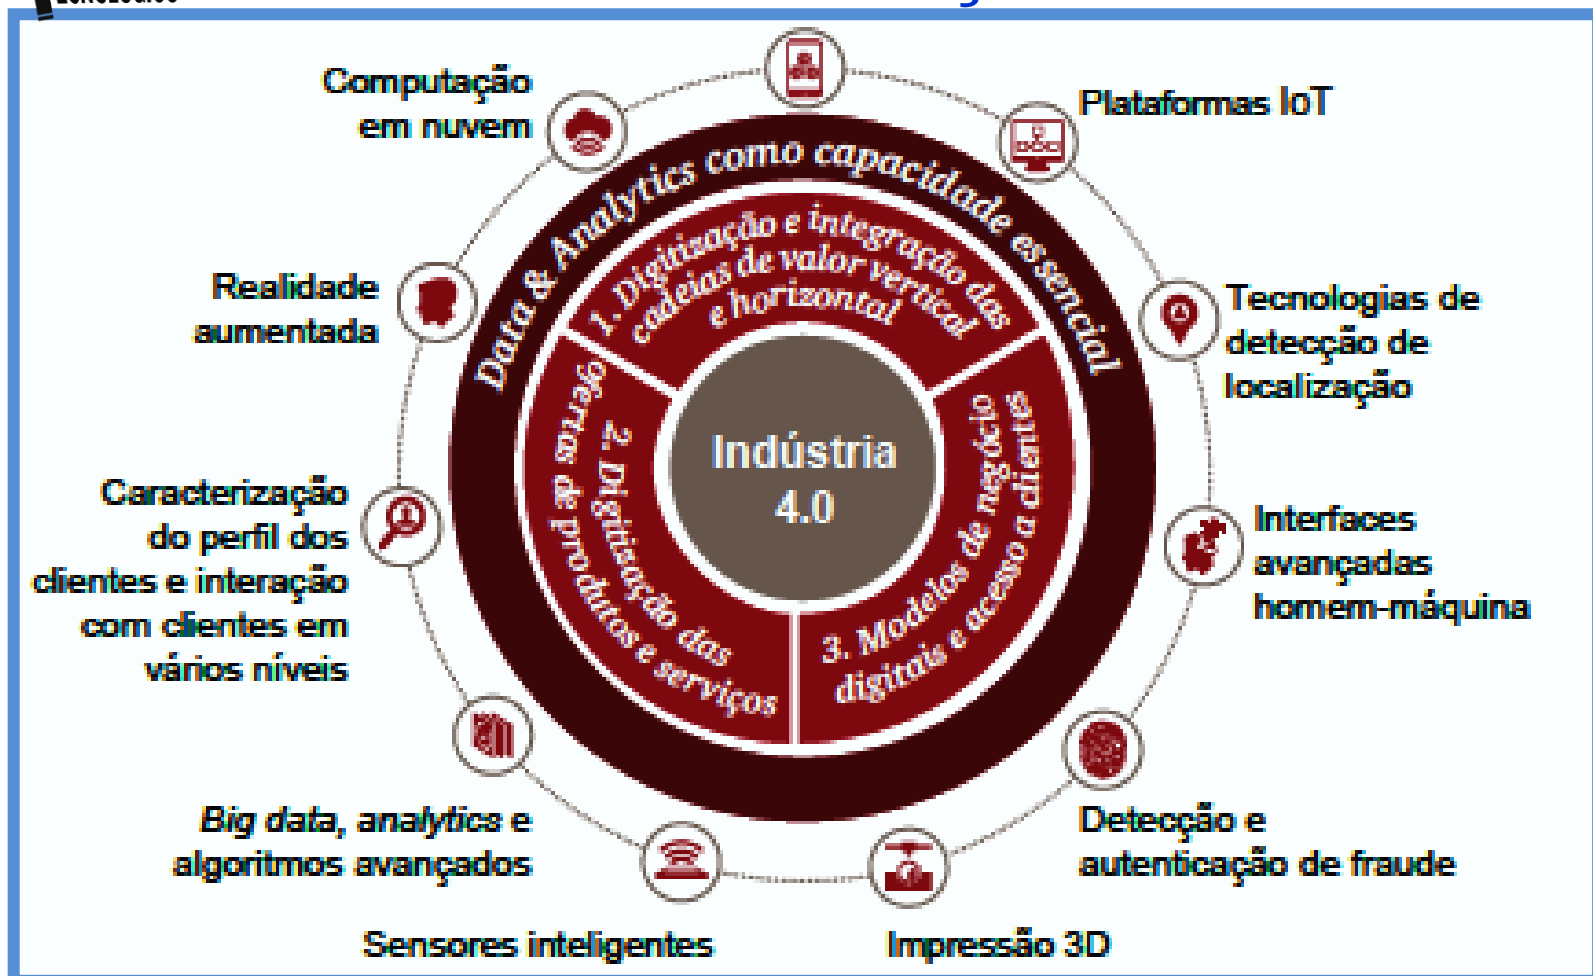 Computação
em nuvem
Plataformas IoT
Realidade
aumentada
Tecnologias de
detecção de
localização
Caracterização
do perfil dos
clientes e interação
com clientes em
vários níveis
Interfaces
avançadas
homem-máquina
Big data, analytics e
algoritmos avançados
Detecção e
autenticação de fraude
Sensores inteligentes
Impressão 3D
Data & Analytics como capacidade essencial
1. Digitização e integração das
cadeias de valor vertical
e horizontal
2. Digitização das
ofertas de produtos e serviços
3. Modelos de negócio
digitais e acesso a clientes
Indústria
4.0